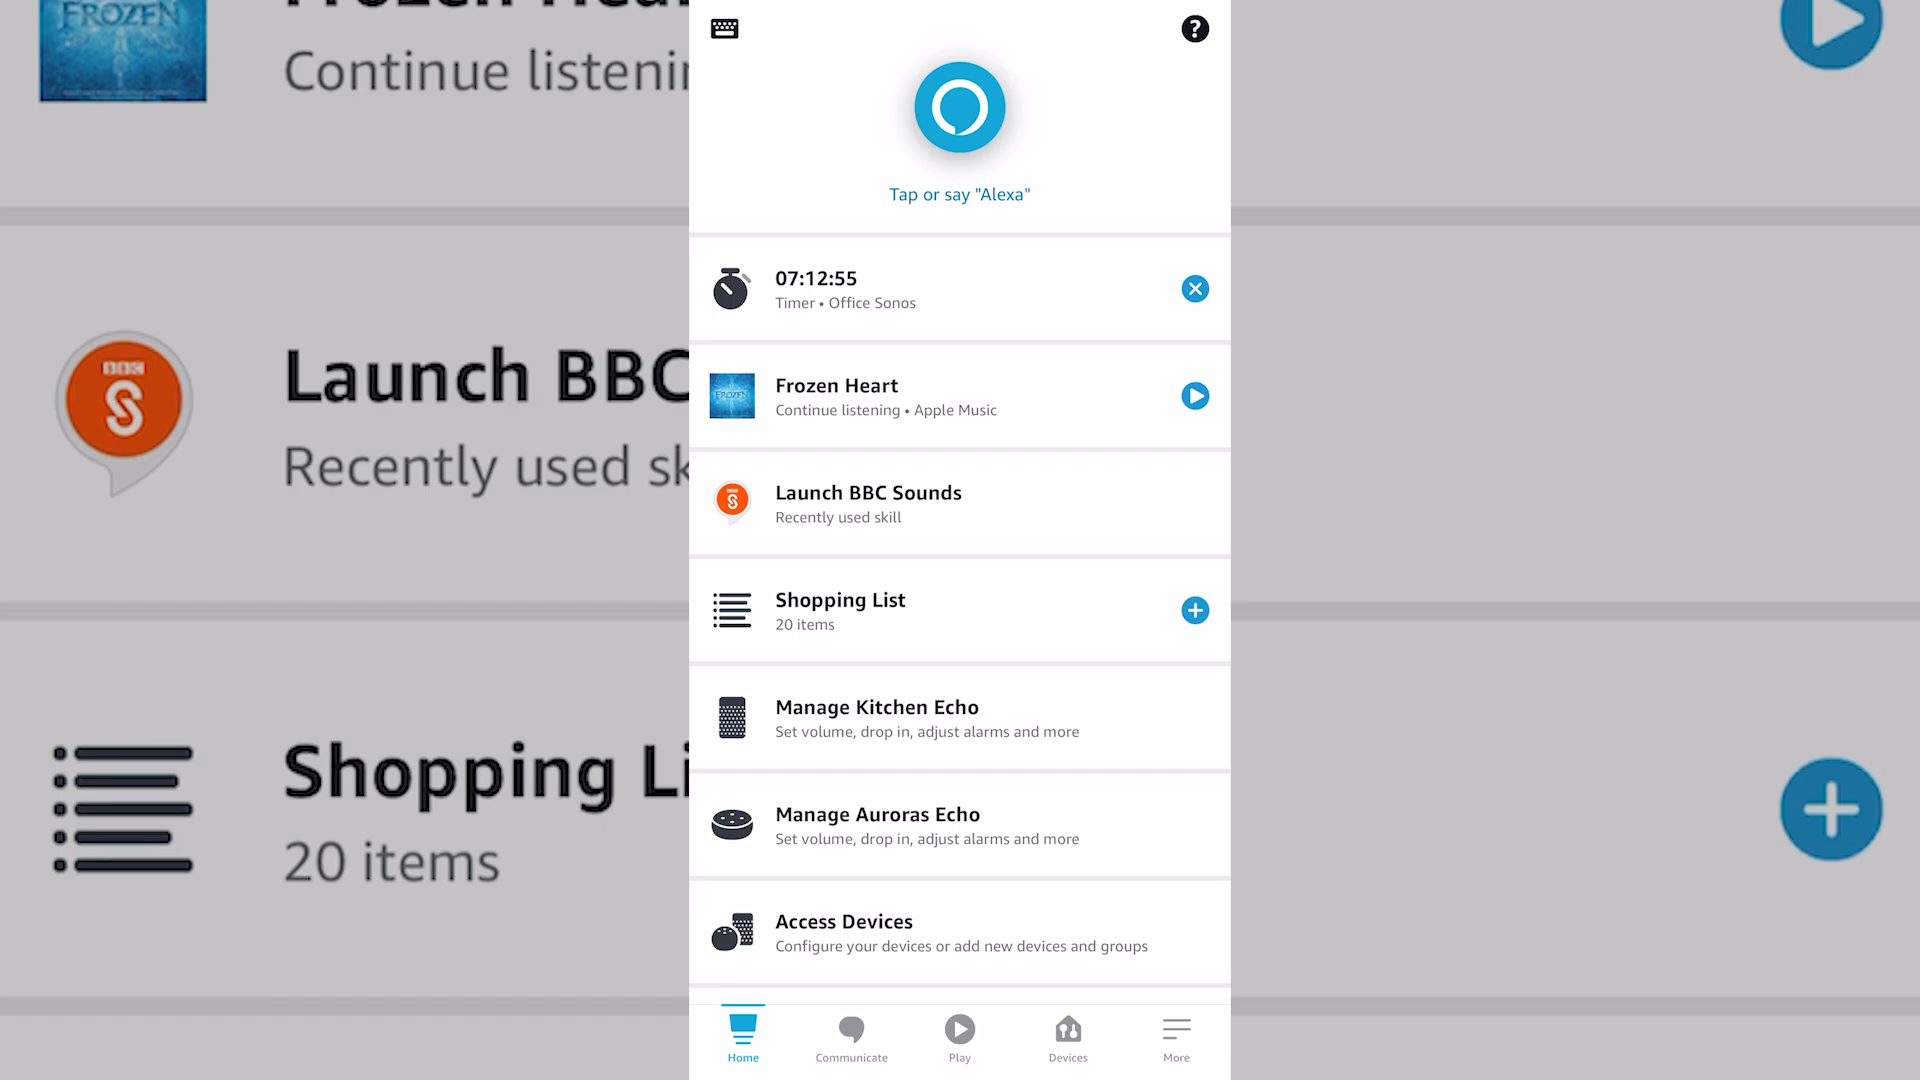 Tap or say "Alexa"
07:12:55
Timer • Office Sonos
FROZEN
Frozen Heart
Continue listening • Apple Music
Launch BBC Sounds
Recently used skill
Shopping List
20 items
Manage Kitchen Echo
Set volume, drop in, adjust alarms and more
Manage Auroras Echo
Set volume, drop in, adjust alarms and more
Access Devices
Configure your devices or add new devices and groups
Home
Communicate
Play
Devices
More
FROZEN
Continue
BBC
Launch BBC
Recently used
Shopping
20 items